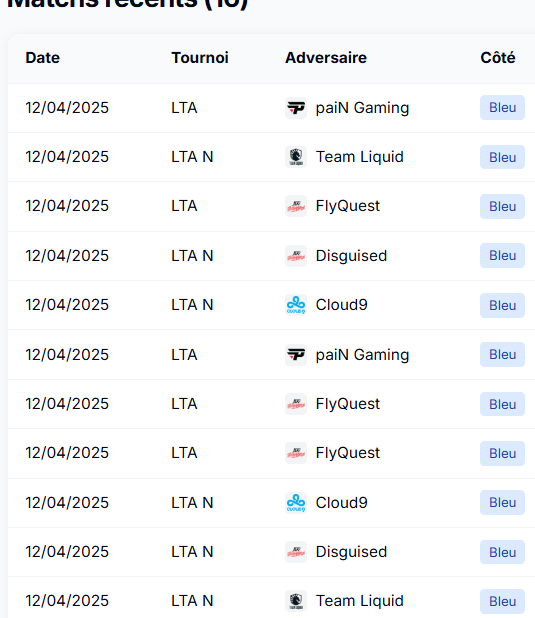 Matchs récents (10)
Date Tournoi Adversaire Côté
12/04/2025 LTA paiN Gaming Bleu
12/04/2025 LTA N Team Liquid Bleu
12/04/2025 LTA FlyQuest Bleu
12/04/2025 LTA N Disguised Bleu
12/04/2025 LTA N Cloud9 Bleu
12/04/2025 LTA paiN Gaming Bleu
12/04/2025 LTA FlyQuest Bleu
12/04/2025 LTA FlyQuest Bleu
12/04/2025 LTA N Cloud9 Bleu
12/04/2025 LTA N Disguised Bleu
12/04/2025 LTA N Team Liquid Bleu